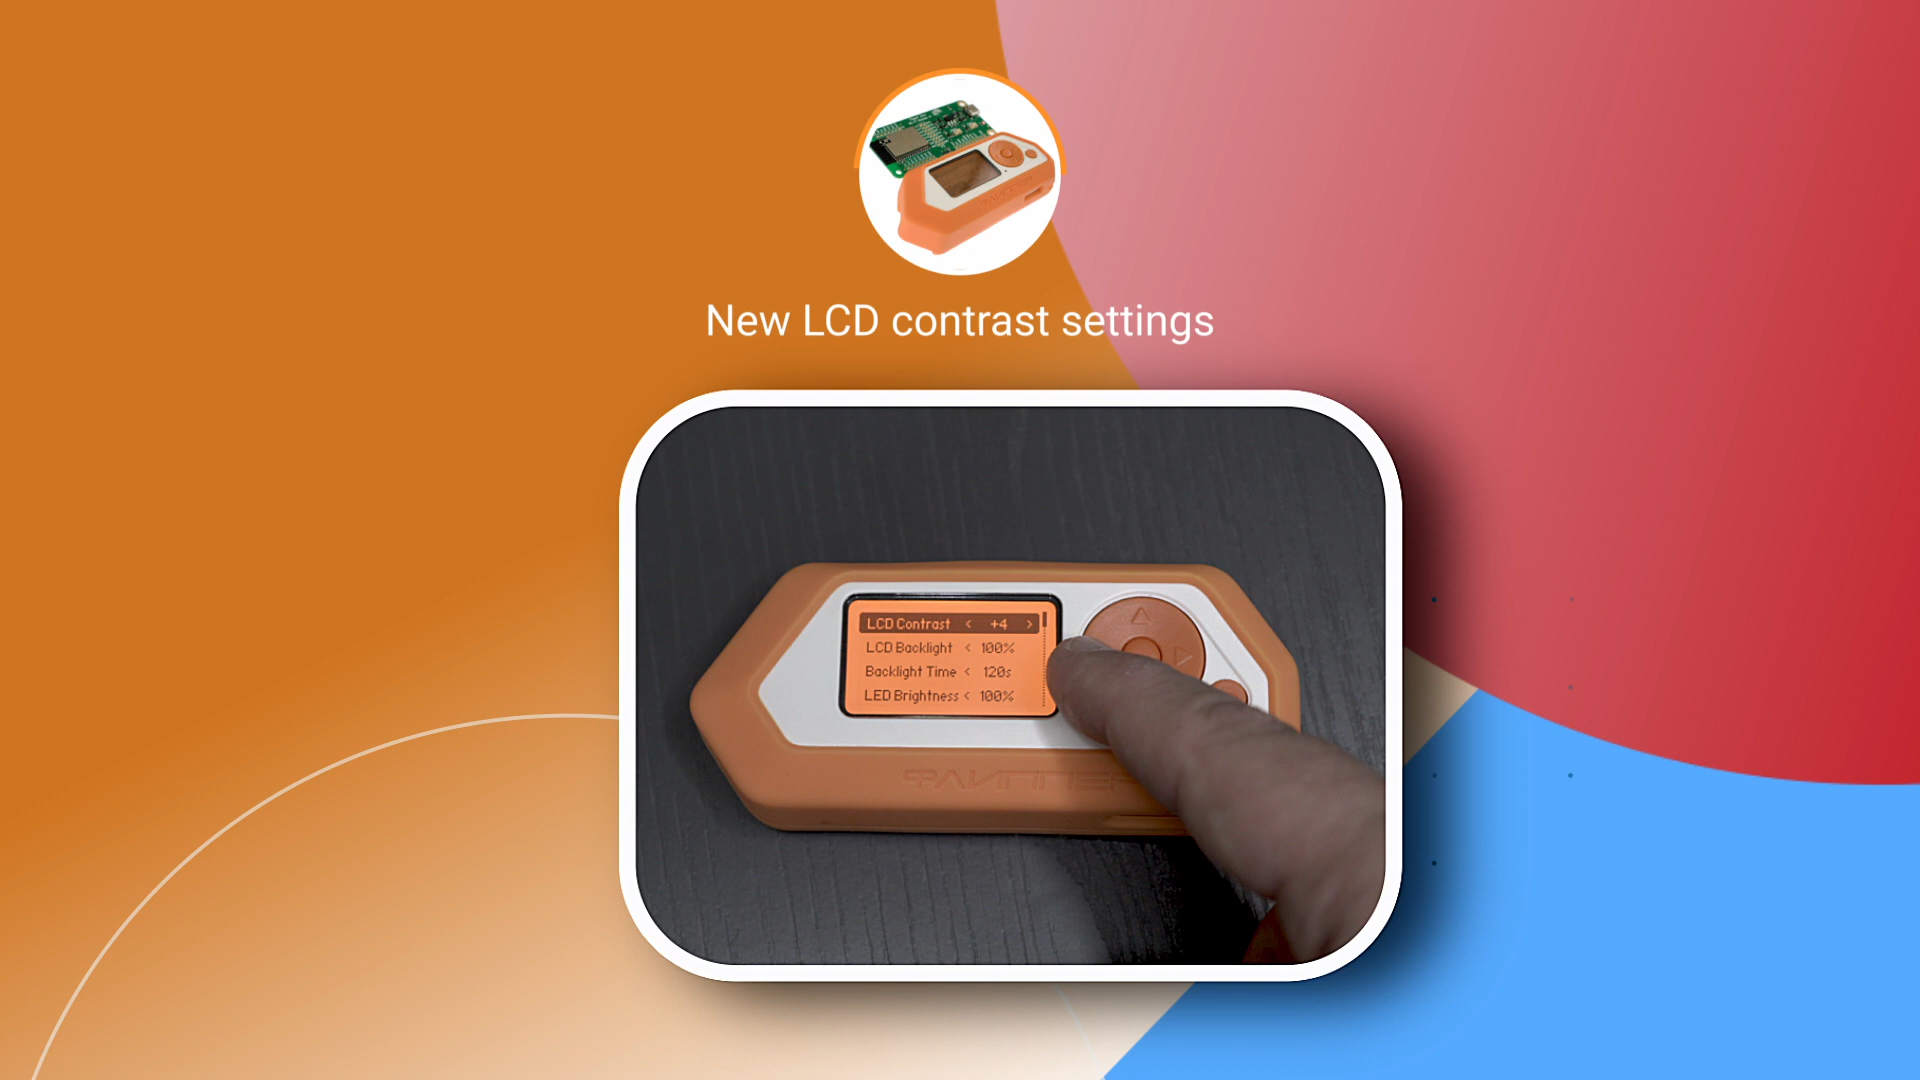 New LCD contrast settings
LCD Contrast < +4 >
LCD Backlight < 100%
Backlight Time < 120s
LED Brightness < 100%